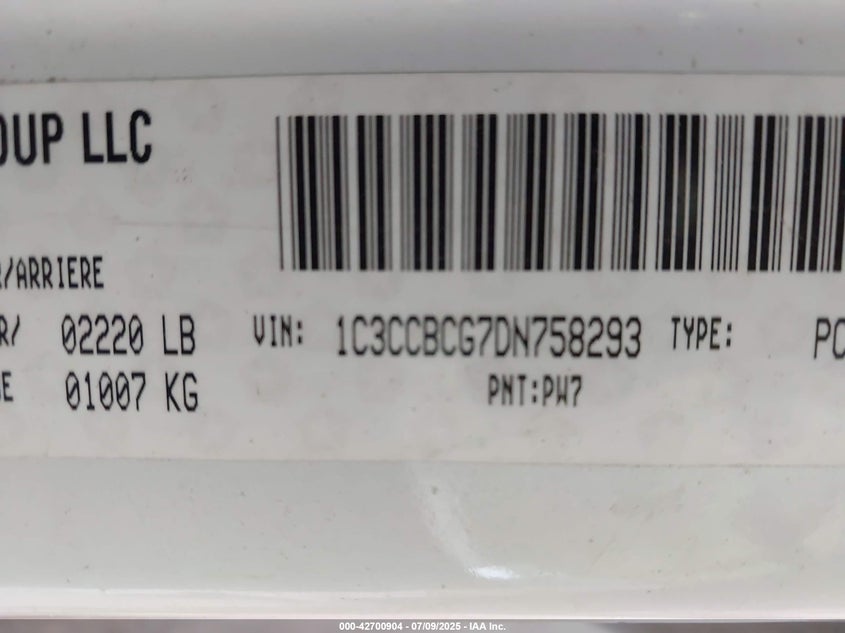 OUP LLC
R/ARRIERE
R/ 02220 LB VIN: 1C3CCBCG7DN758293 TYPE: PC
GE 01007 KG PNT:PW7
000-42700904 - 07/09/2025 - IAA Inc.